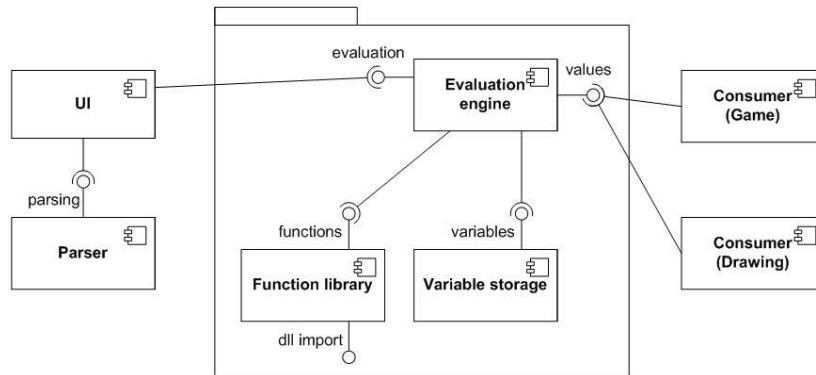 evaluation
Evaluation
engine
values
UI
Consumer
(Game)
parsing
Parser
functions
variables
Function library
Variable storage
Consumer
(Drawing)
dll import